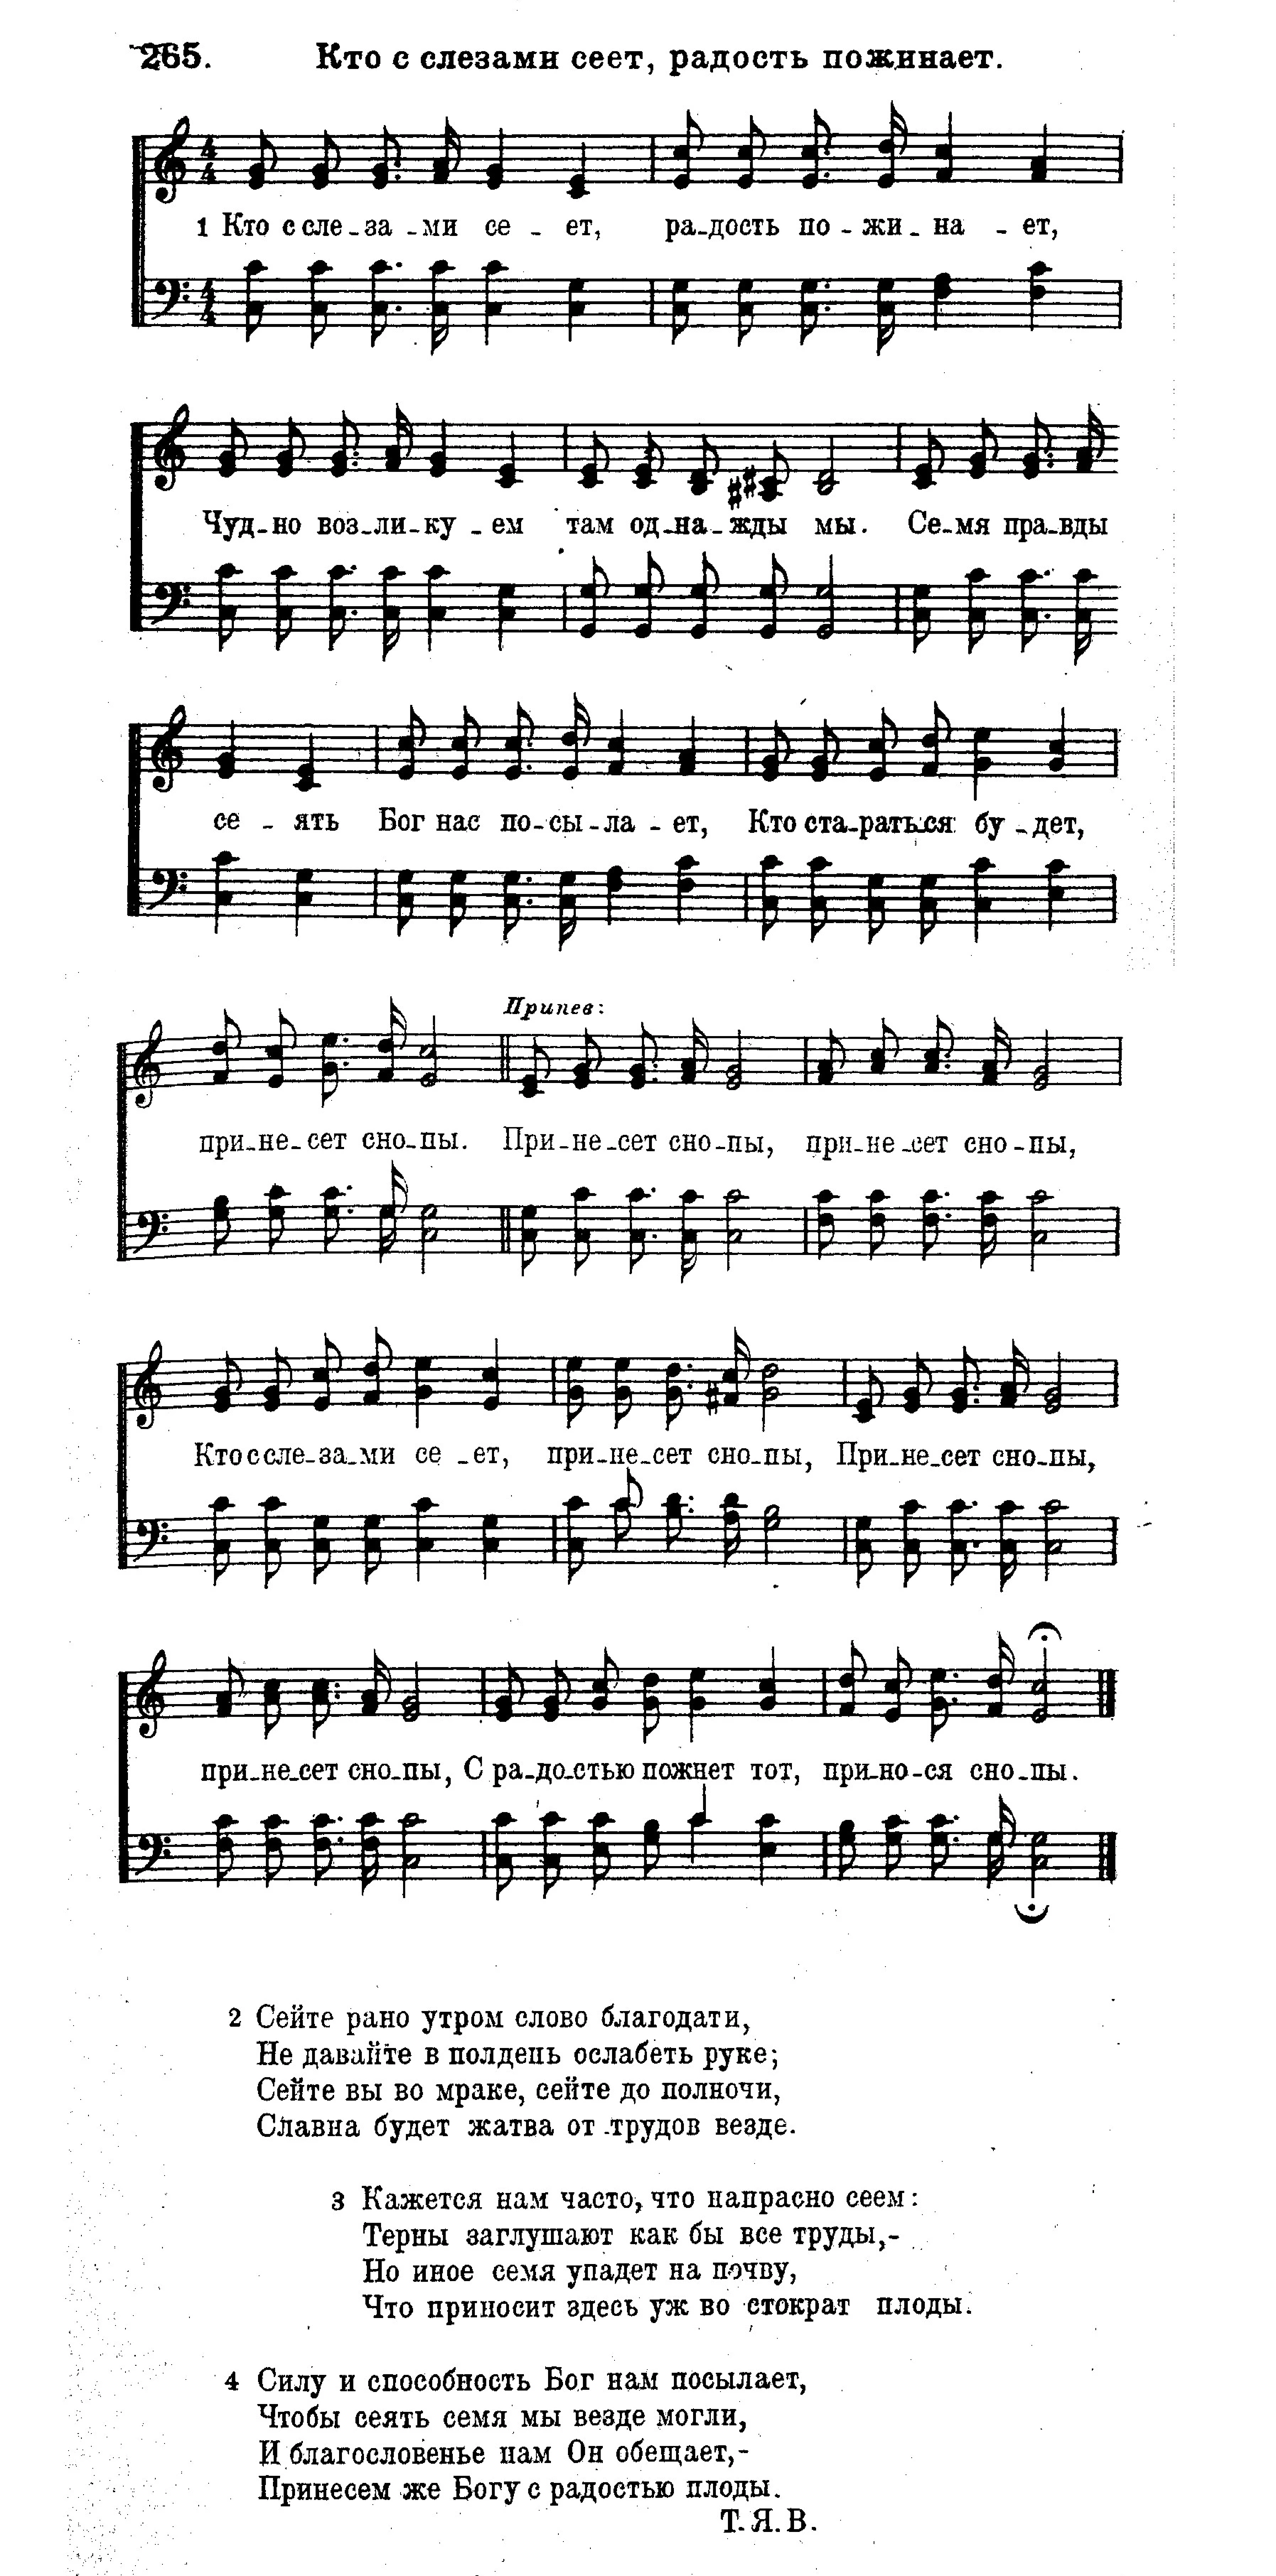 265. Кто с слезами сеет, радость пожинает.
4/4
1 Кто с сле-за-ми се-ет, ра-дость по-жи-на-ет,
4/4
Чуд-но воз-ли-ку-ем там од-на-жды мы. Се-мя пра-вды
се-ять Бог нас по-сы-ла-ет, Кто ста-раться бу-дет,
Припев:
при-не-сет сно-пы. При-не-сет сно-пы, при-не-сет сно-пы,
Кто с сле-за-ми се-ет, при-не-сет сно-пы, При-не-сет сно-пы,
при-не-сет сно-пы, С ра-до-стью пожнет тот, при-но-ся сно-пы.
2 Сейте рано утром слово благодати,
Не давайте в полдень ослабеть руке;
Сейте вы во мраке, сейте до полночи,
Славна будет жатва от трудов везде.
3 Кажется нам часто, что напрасно сеем:
Терны заглушают как бы все труды,-
Но иное семя упадет на почву,
Что приносит здесь уж во стократ плоды.
4 Силу и способность Бог нам посылает,
Чтобы сеять семя мы везде могли,
И благословенье нам Он обещает,-
Принесем же Богу с радостью плоды.
Т. Я. В.